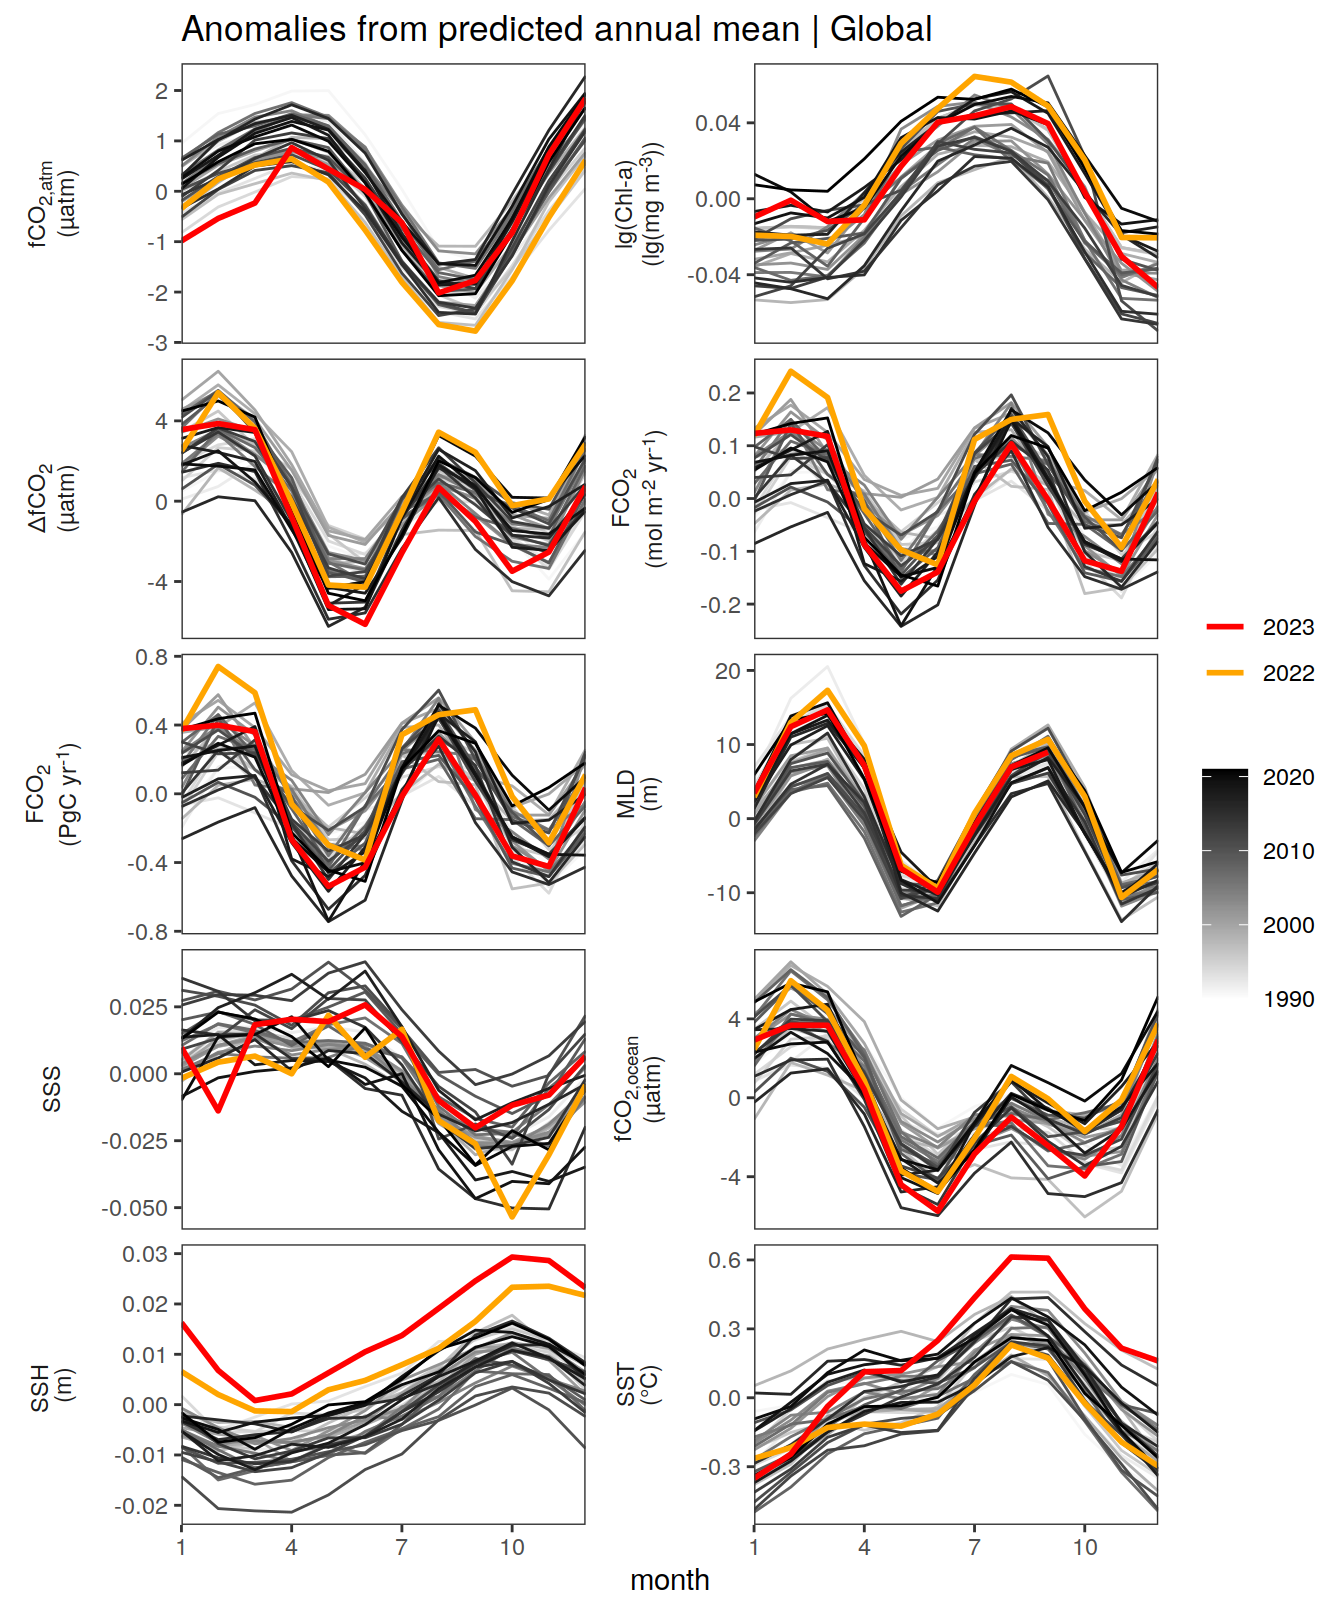 Anomalies from predicted annual mean | Global
fCO2,atm
(µatm)
2
1
0
-1
-2
-3
lg(Chl-a)
(lg(mg m-3))
0.04
0.00
-0.04
ΔfCO2
(µatm)
4
0
-4
FCO2
(mol m-2 yr-1)
0.2
0.1
0.0
-0.1
-0.2
FCO2
(PgC yr-1)
0.8
0.4
0.0
-0.4
-0.8
MLD
(m)
20
10
0
-10
SSS
0.025
0.000
-0.025
-0.050
fCO2,ocean
(µatm)
4
0
-4
SSH
(m)
0.03
0.02
0.01
0.00
-0.01
-0.02
SST
(°C)
0.6
0.3
0.0
-0.3
1 4 7 10
1 4 7 10
month
2023
2022
2020
2010
2000
1990